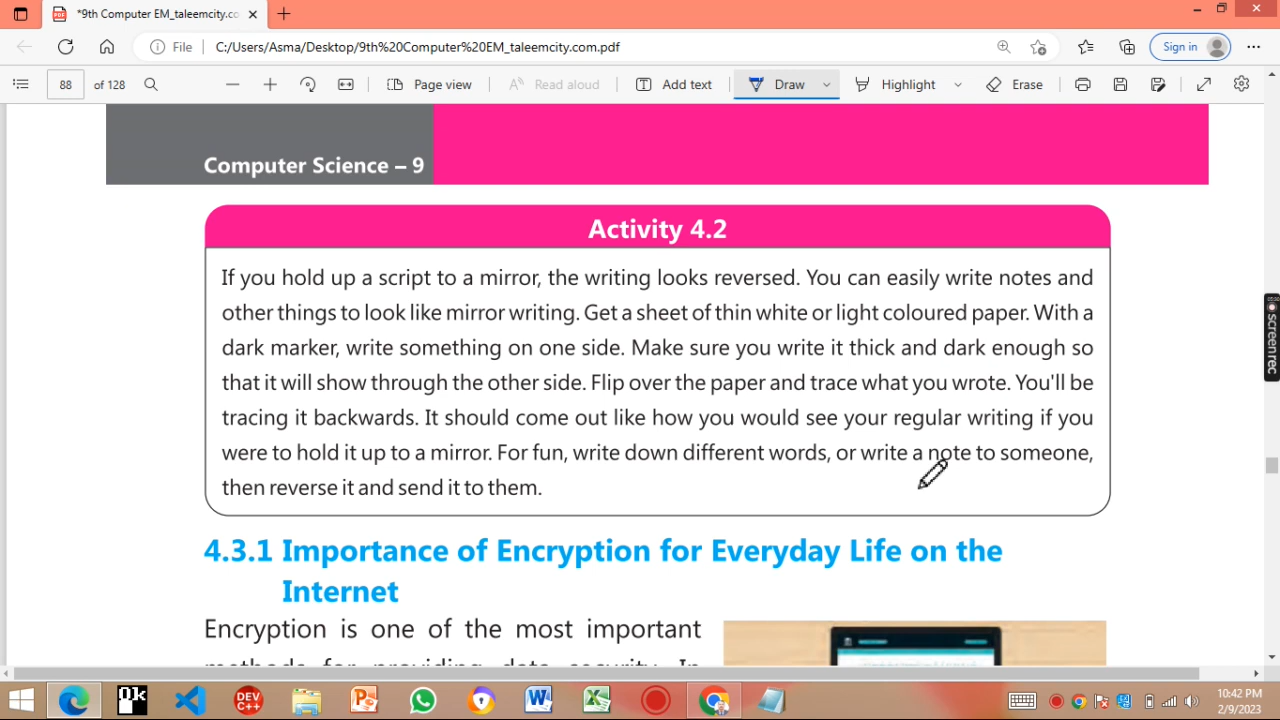 *9th Computer EM_taleemcity.co
File
C:/Users/Asma/Desktop/9th%20Computer%20EM_taleemcity.com.pdf
Sign in
88 of 128
Page view
Read aloud
Add text
Draw
Highlight
Erase
Computer Science – 9
Activity 4.2
If you hold up a script to a mirror, the writing looks reversed. You can easily write notes and
other things to look like mirror writing. Get a sheet of thin white or light coloured paper. With a
dark marker, write something on one side. Make sure you write it thick and dark enough so
that it will show through the other side. Flip over the paper and trace what you wrote. You'll be
tracing it backwards. It should come out like how you would see your regular writing if you
were to hold it up to a mirror. For fun, write down different words, or write a note to someone,
then reverse it and send it to them.
4.3.1 Importance of Encryption for Everyday Life on the
Internet
Encryption is one of the most important
methods for providing data security. In
screenrec
DEV
C++
10:42 PM
2/9/2023